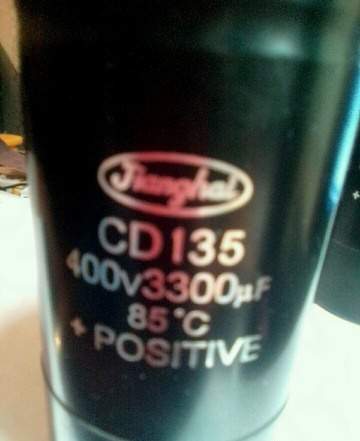 Jianghai
CD135
400V3300µF
85°C
+ POSITIVE